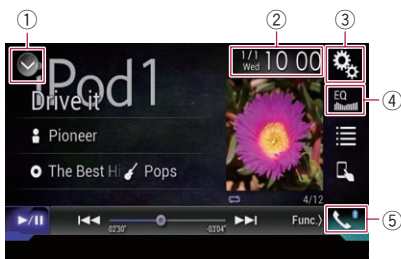 ① ② ③
iPod1
1/1 Wed 10 00
Drive it
EQ
④
Pioneer
The Best Hi Pops
4/12
02'30" -03'04"
Func.
⑤